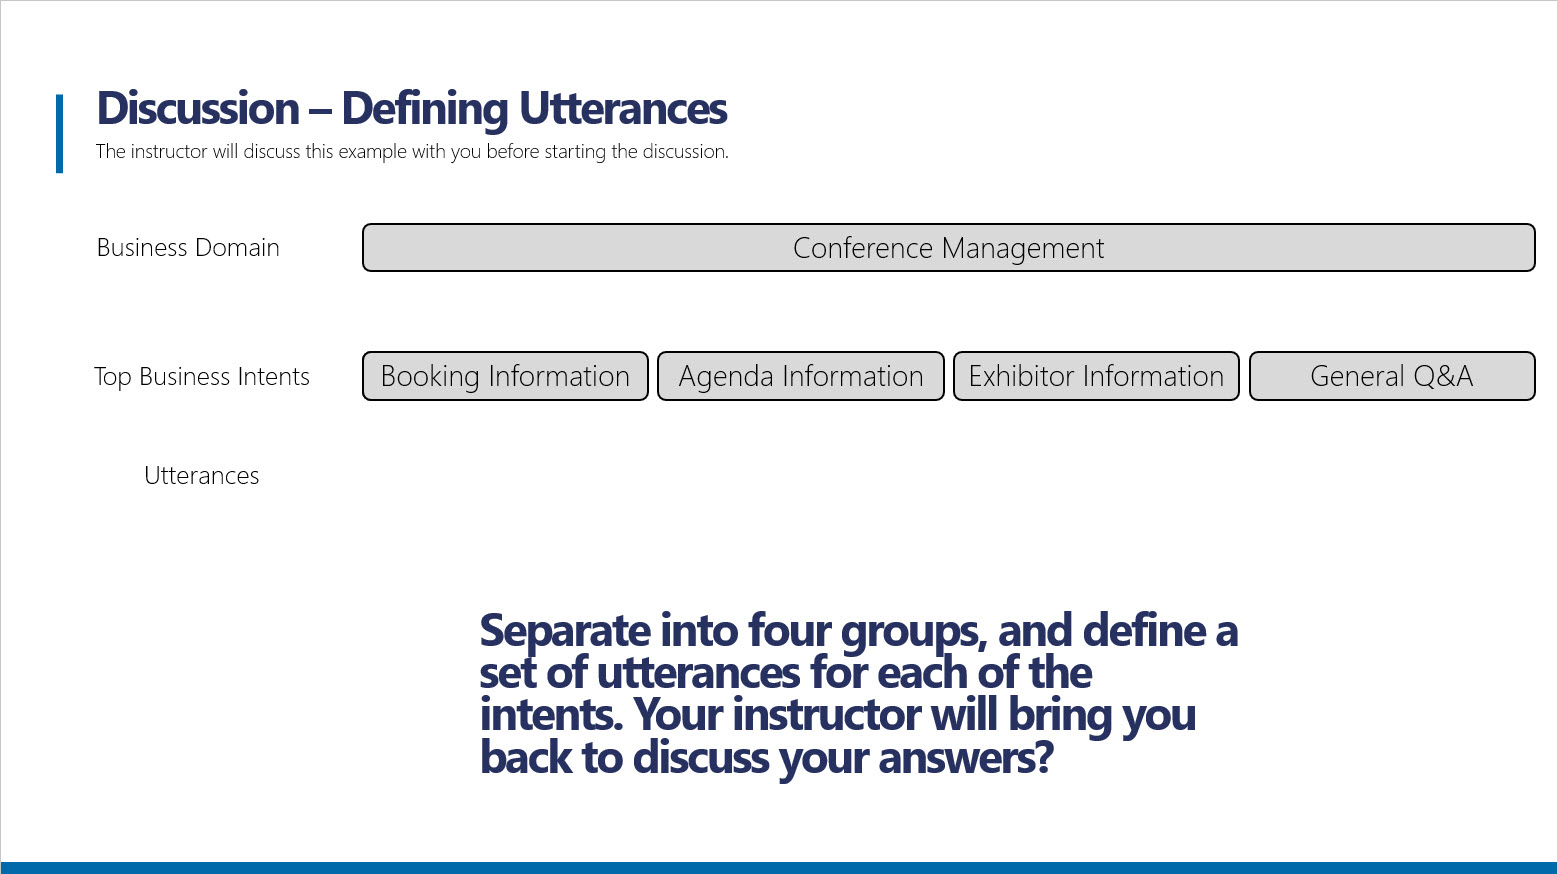 Discussion – Defining Utterances
The instructor will discuss this example with you before starting the discussion.
Business Domain
Conference Management
Top Business Intents
Booking Information
Agenda Information
Exhibitor Information
General Q&A
Utterances
Separate into four groups, and define a
set of utterances for each of the
intents. Your instructor will bring you
back to discuss your answers?